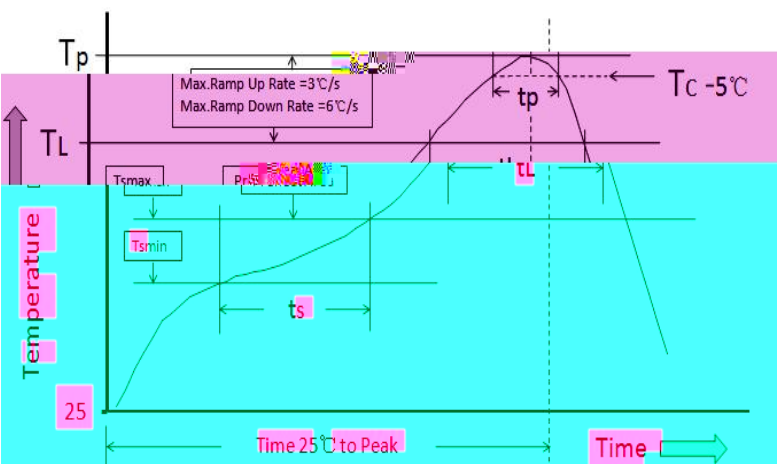 Tp
Max.Ramp Up Rate =3℃/s
Max.Ramp Down Rate =6℃/s
tp
TC -5℃
TL
tL
Tsmax
Tsmin
ts
Temperature
25
Time 25℃ to Peak
Time